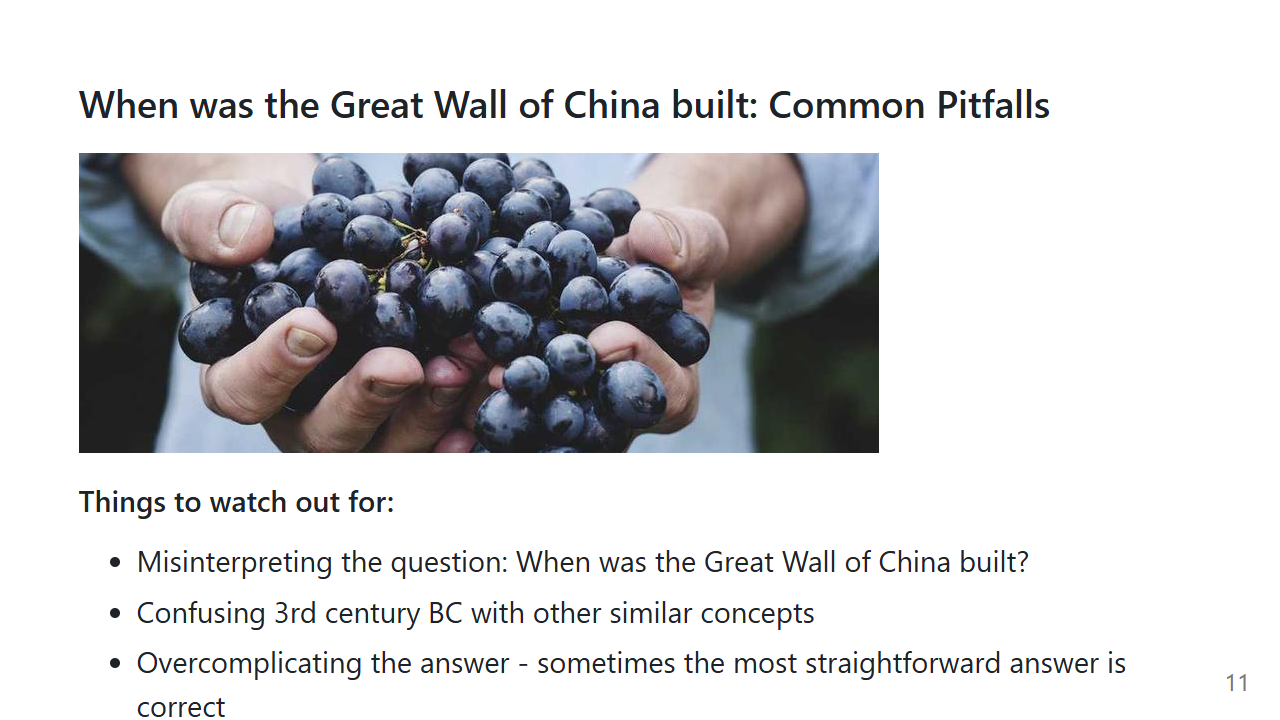 When was the Great Wall of China built: Common Pitfalls
Things to watch out for:
• Misinterpreting the question: When was the Great Wall of China built?
• Confusing 3rd century BC with other similar concepts
• Overcomplicating the answer - sometimes the most straightforward answer is
correct
11